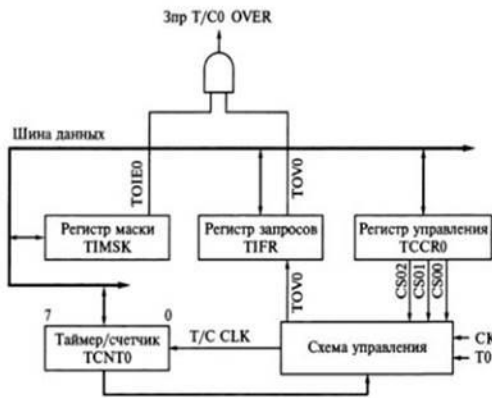 Зпр T/C0 OVER
Шина данных
TOIE0
TOV0
Регистр маски
TIMSK
Регистр запросов
TIFR
Регистр управления
TCCR0
TOV0
CS02
CS01
CS00
7
0
Таймер/счетчик
TCNT0
T/C CLK
Схема управления
T0